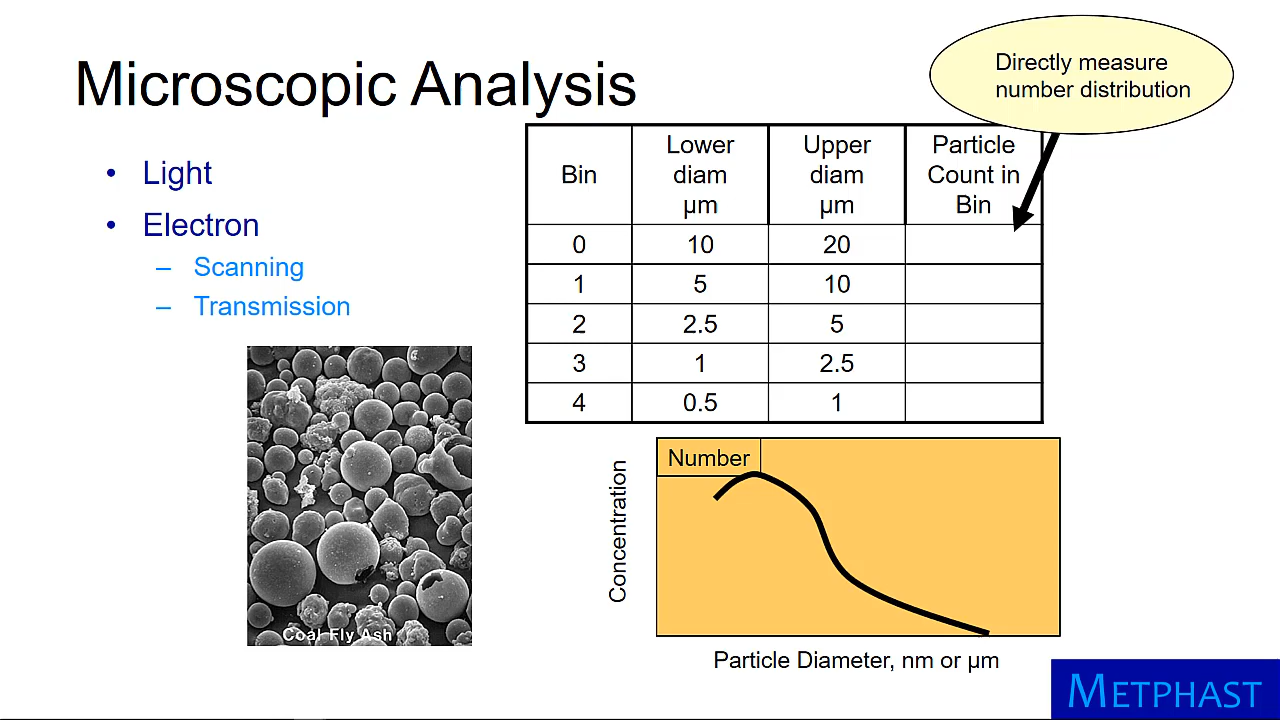 Microscopic Analysis
Directly measure
number distribution
• Light
• Electron
– Scanning
– Transmission
Bin Lower diam µm Upper diam µm Particle Count in Bin
0 10 20
1 5 10
2 2.5 5
3 1 2.5
4 0.5 1
Coal Fly Ash
Number
Concentration
Particle Diameter, nm or µm
METPHAST